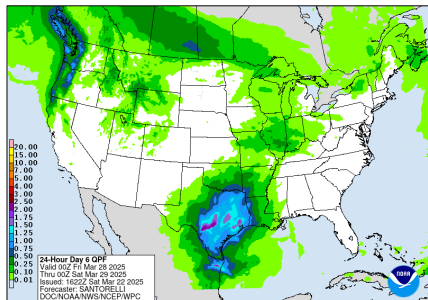 20.00
15.00
10.00
7.00
5.00
4.00
3.00
2.50
2.00
1.75
1.50
1.25
1.00
0.75
0.50
0.25
0.10
0.01
24-Hour Day 6 QPF
Valid 00Z Fri Mar 28 2025
Thru 00Z Sat Mar 29 2025
Issued: 1622Z Sat Mar 22 2025
Forecaster: SANTORELLI
DOC/NOAA/NWS/NCEP/WPC
NOAA